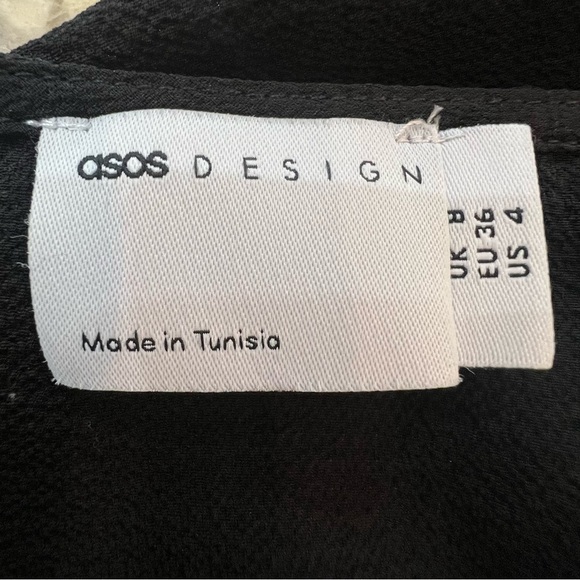 asos DESIGN
Made in Tunisia
UK 8
EU 36
US 4